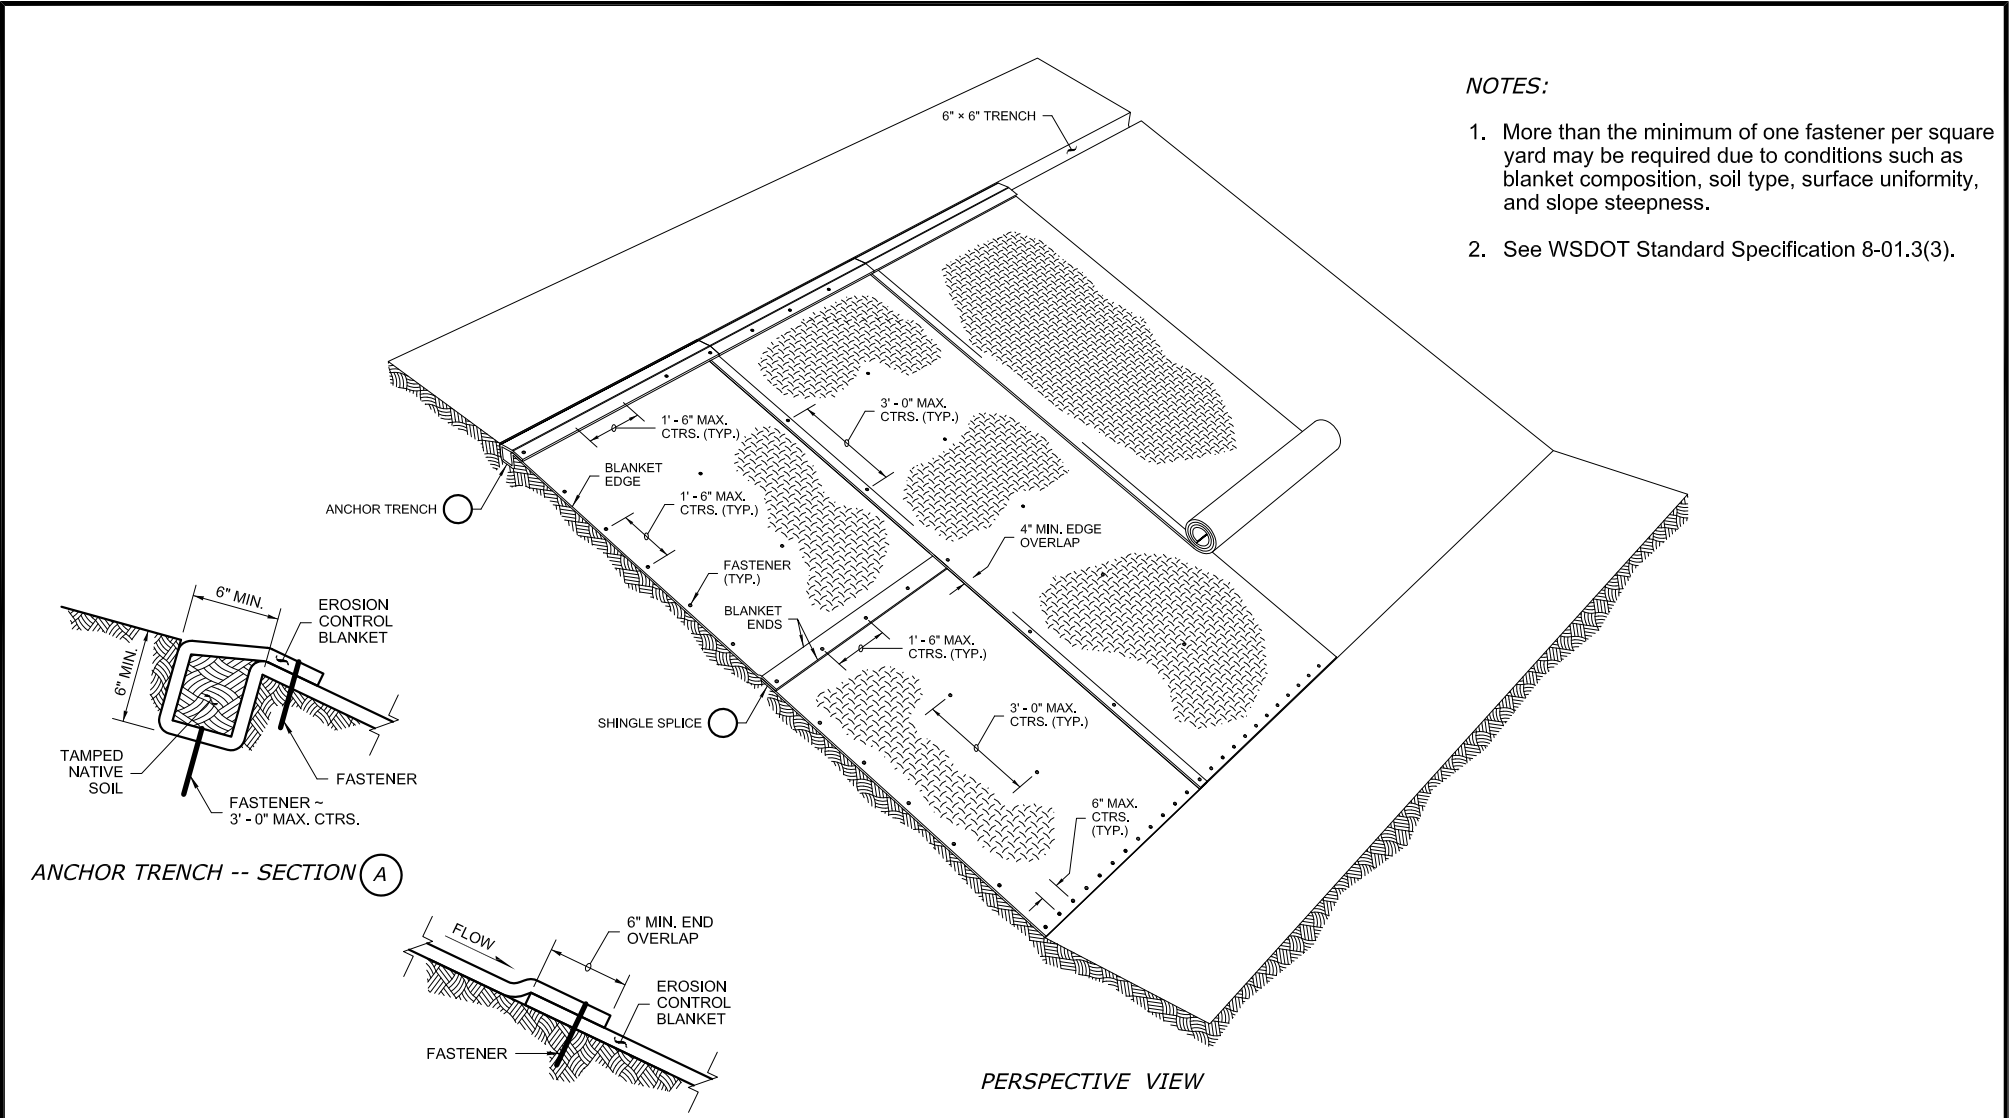 NOTES:
1. More than the minimum of one fastener per square
yard may be required due to conditions such as
blanket composition, soil type, surface uniformity,
and slope steepness.
2. See WSDOT Standard Specification 8-01.3(3).
6" × 6" TRENCH
3' - 0" MAX.
CTRS. (TYP.)
1' - 6" MAX.
CTRS. (TYP.)
BLANKET
EDGE
1' - 6" MAX.
CTRS. (TYP.)
ANCHOR TRENCH
4" MIN. EDGE
OVERLAP
FASTENER
(TYP.)
BLANKET
ENDS
1' - 6" MAX.
CTRS. (TYP.)
SHINGLE SPLICE
3' - 0" MAX.
CTRS. (TYP.)
6" MAX.
CTRS.
(TYP.)
6" MIN.
EROSION
CONTROL
BLANKET
6" MIN.
TAMPED
NATIVE
SOIL
FASTENER
FASTENER ~
3' - 0" MAX. CTRS.
ANCHOR TRENCH -- SECTION A
FLOW
6" MIN. END
OVERLAP
EROSION
CONTROL
BLANKET
FASTENER
PERSPECTIVE VIEW